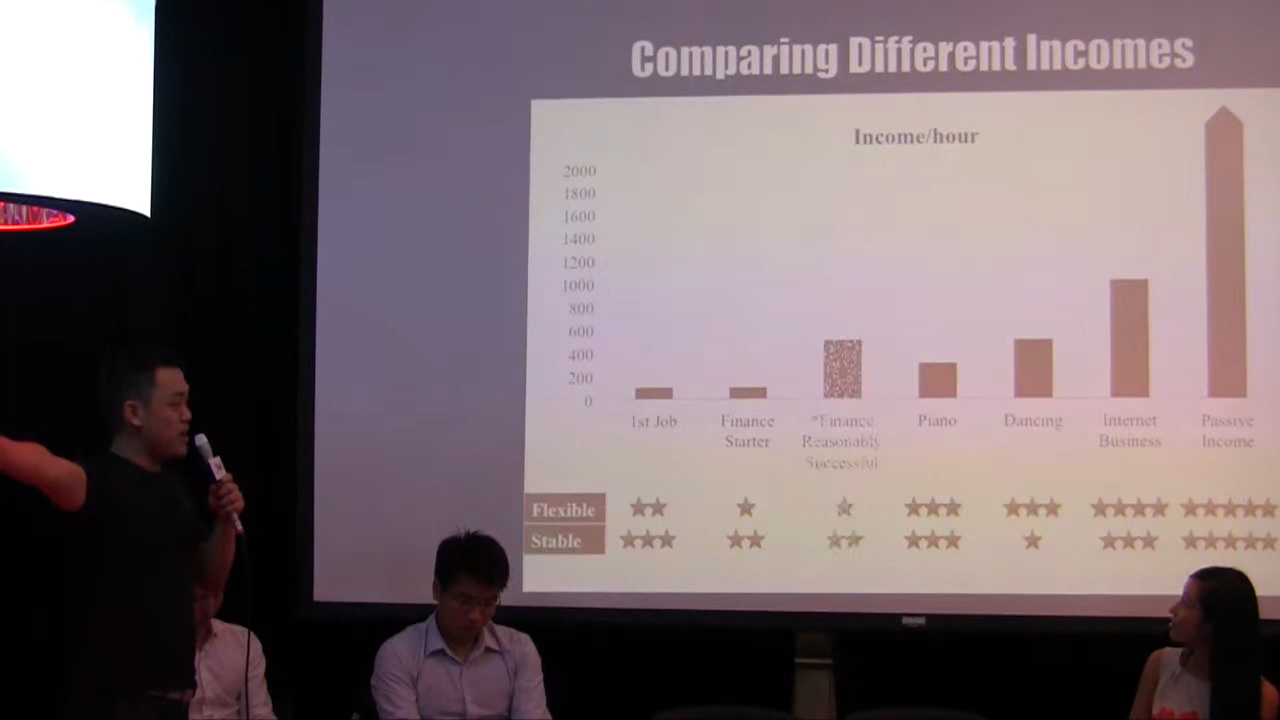 Comparing Different Incomes
Income/hour
2000
1800
1600
1400
1200
1000
800
600
400
200
0
1st Job
Finance
Starter
*Finance
Reasonably
Successful
Piano
Dancing
Internet
Business
Passive
Income
Flexible
Stable